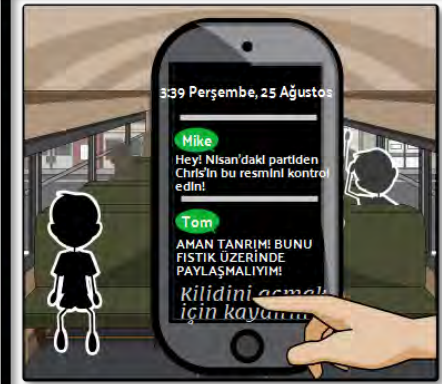 3:39 Perşembe, 25 Ağustos
Mike
Hey! Nisan'daki partiden
Chris'in bu resmini kontrol
edin!
Tom
AMAN TANRIM! BUNU
FISTIK ÜZERİNDE
PAYLAŞMALIYIM!
Kilidini açmak
için